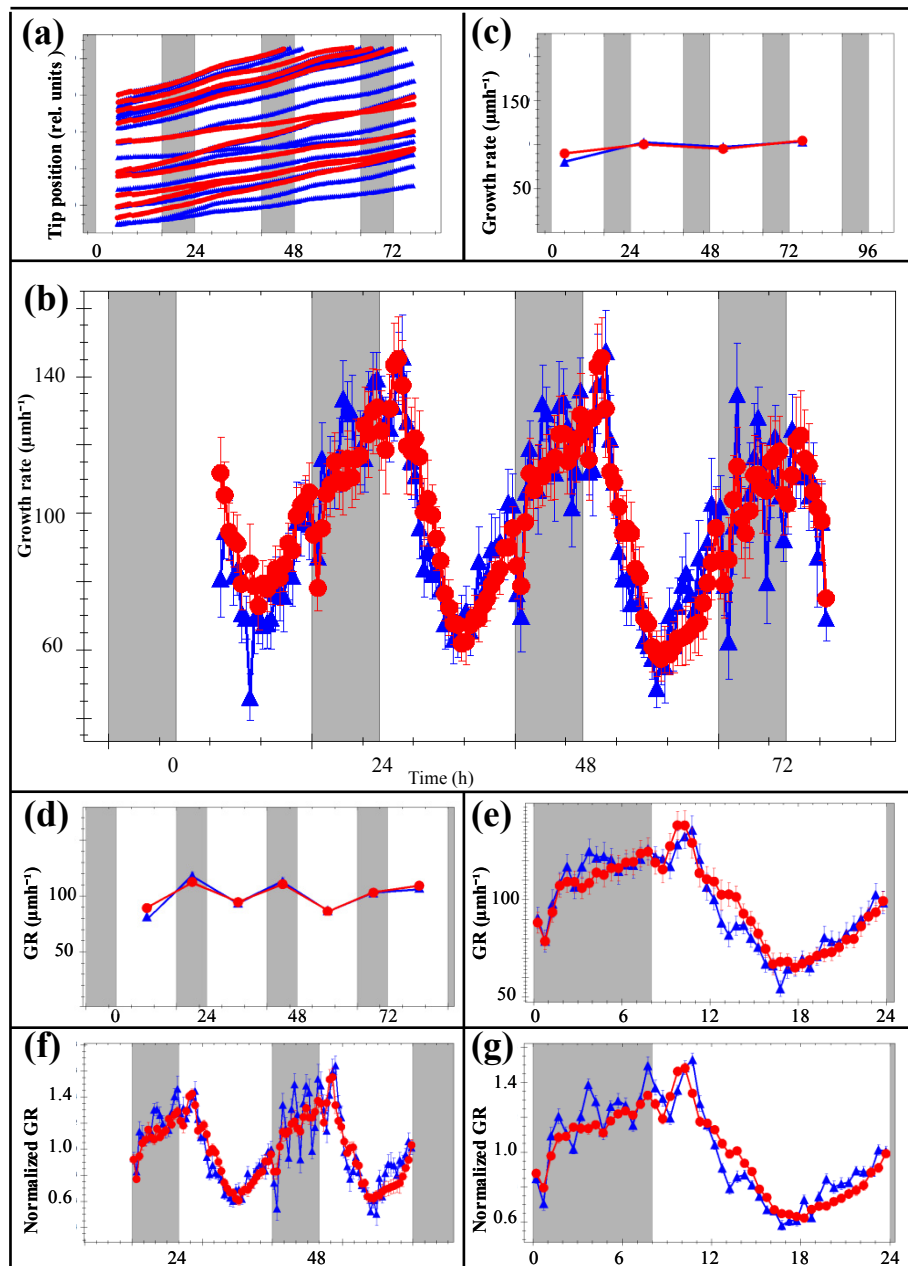 (a)
Tip position (rel. units )
0 24 48 72
(c)
Growth rate (µmh⁻¹)
150
50
0 24 48 72 96
(b)
Growth rate (µmh⁻¹)
140
100
60
0 24 48 72
Time (h)
(d)
GR (µmh⁻¹)
100
50
0 24 48 72
(e)
GR (µmh⁻¹)
100
50
0 6 12 18 24
(f)
Normalized GR
1.4
1.0
0.6
24 48
(g)
Normalized GR
1.4
1.0
0.6
0 6 12 18 24